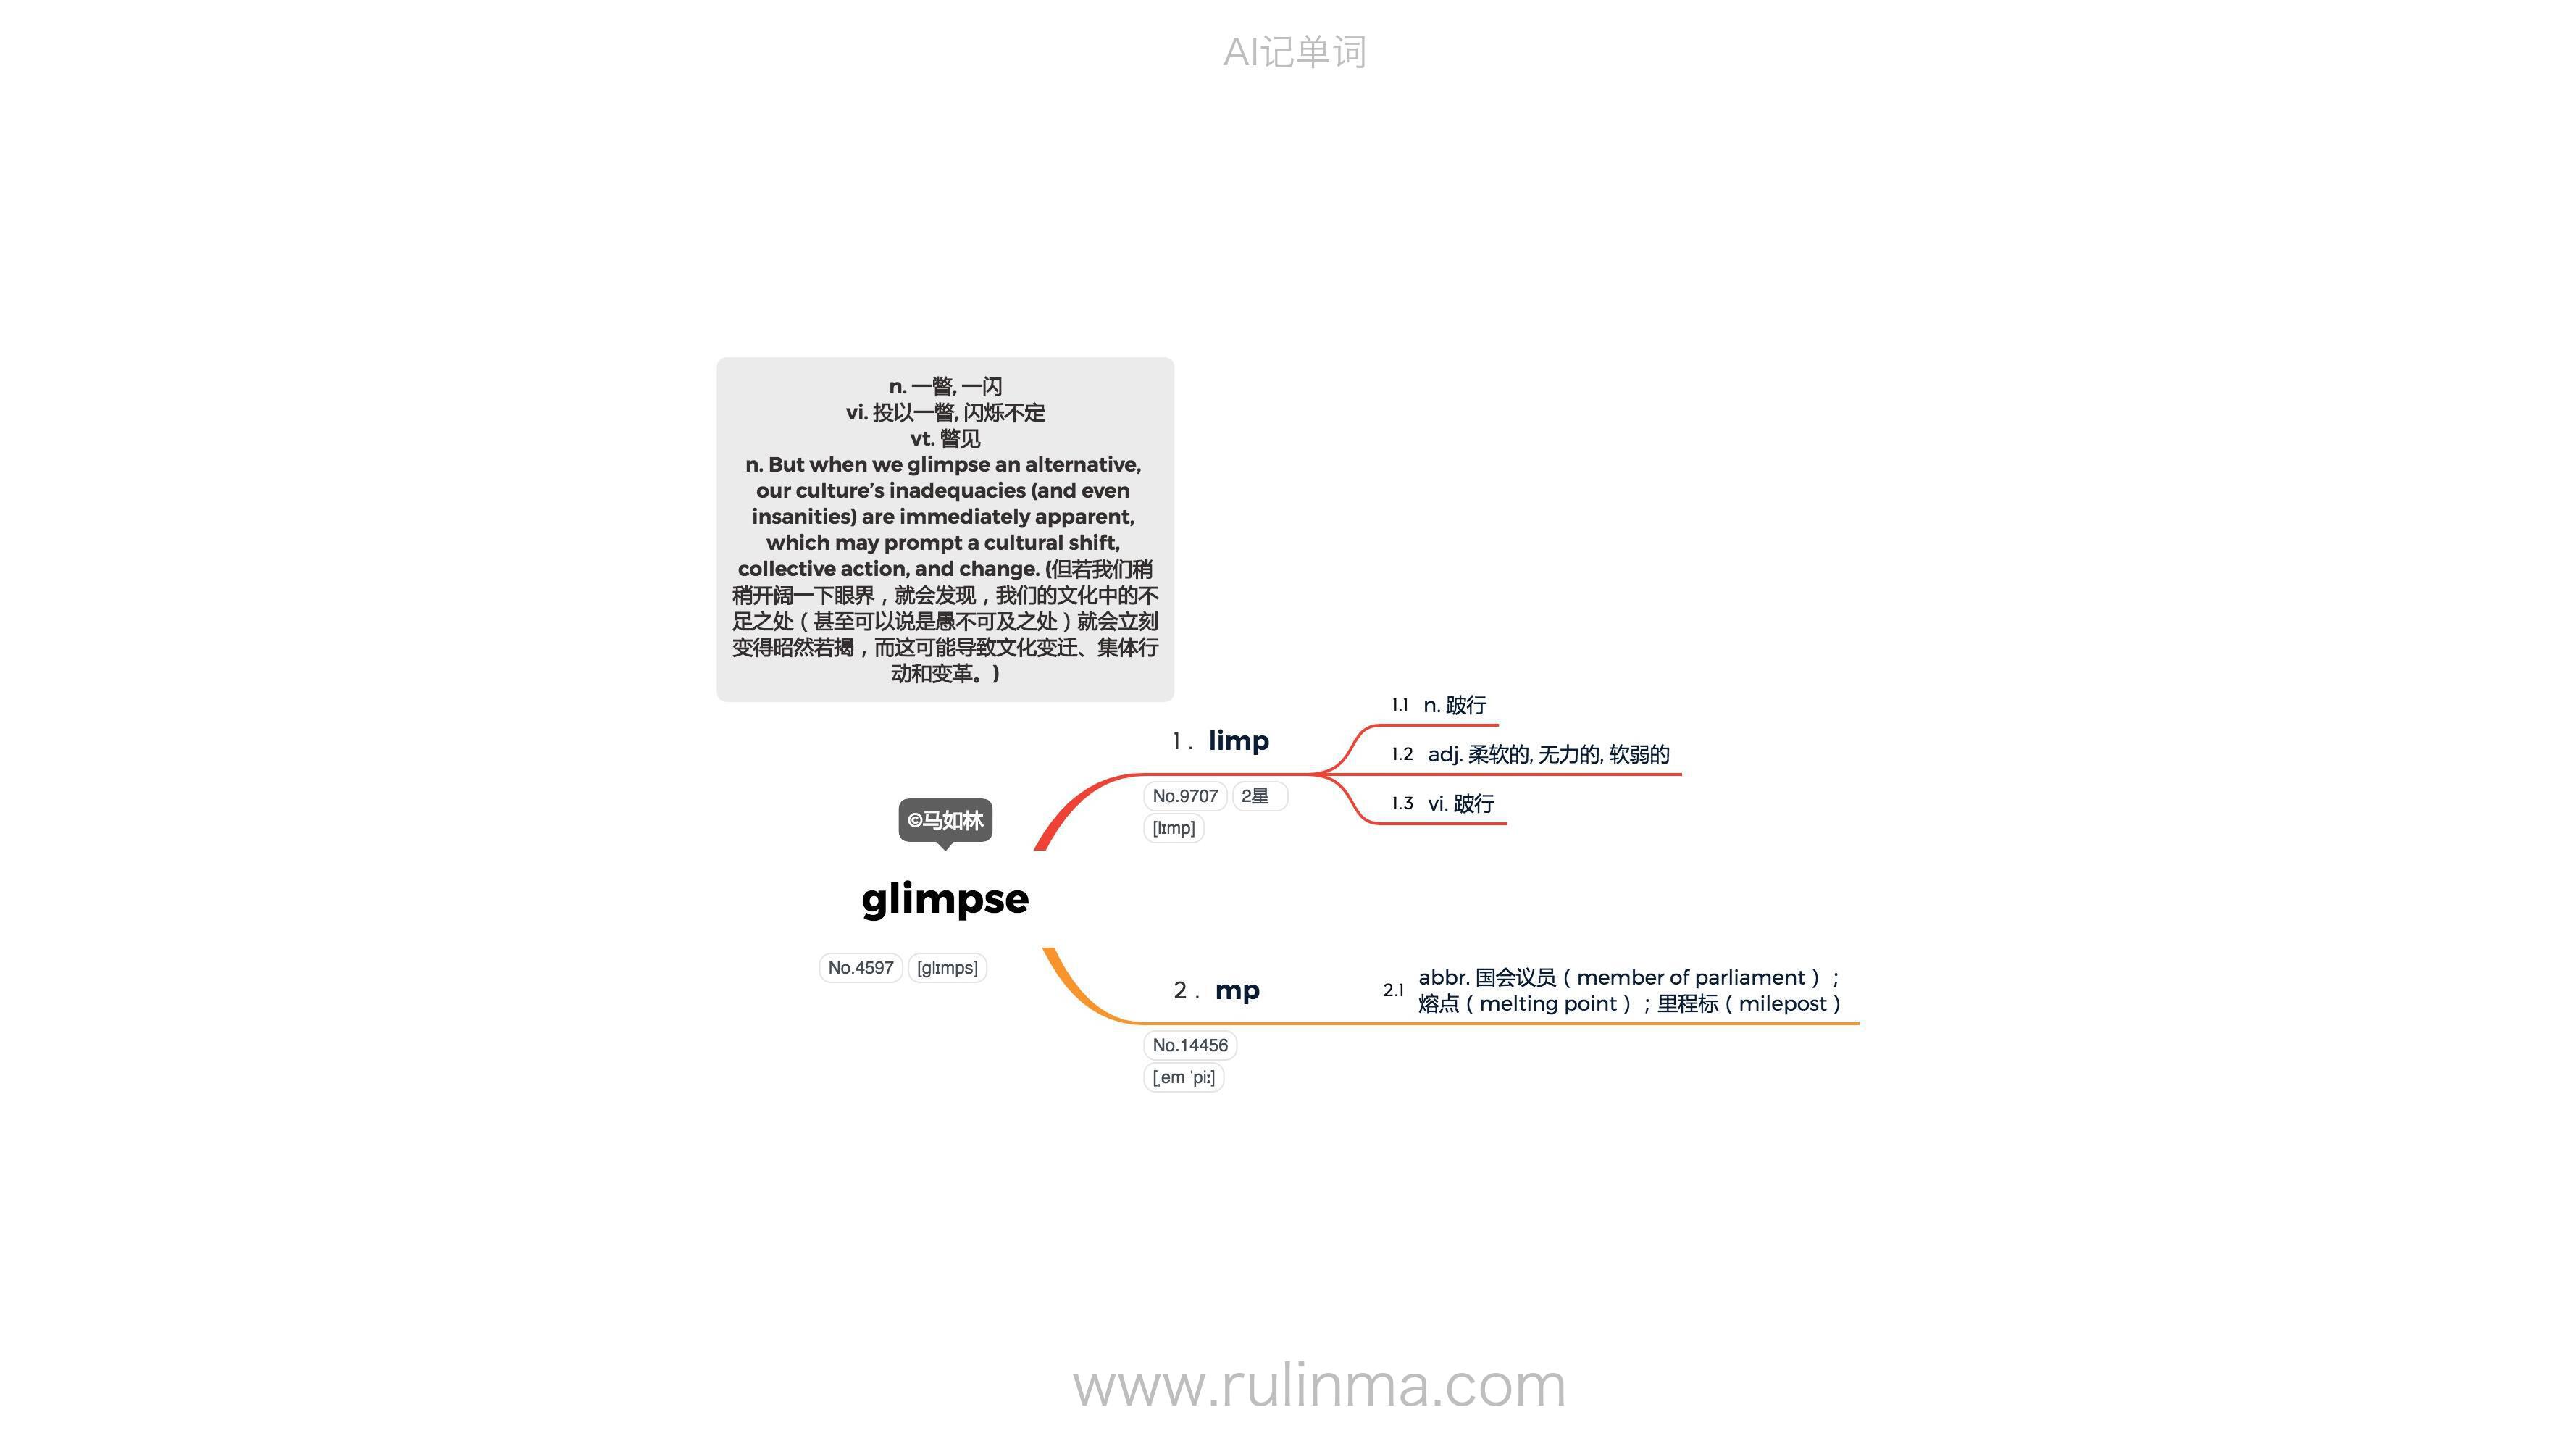 AI记单词
n. 一瞥, 一闪
vi. 投以一瞥, 闪烁不定
vt. 瞥见
n. But when we glimpse an alternative,
our culture’s inadequacies (and even
insanities) are immediately apparent,
which may prompt a cultural shift,
collective action, and change. (但若我们稍
稍开阔一下眼界，就会发现，我们的文化中的不
足之处（甚至可以说是愚不可及之处）就会立刻
变得昭然若揭，而这可能导致文化变迁、集体行
动和变革。)
©马如林
glimpse
No.4597 [glɪmps]
1. limp
No.9707 2星
[lɪmp]
1.1 n. 跛行
1.2 adj. 柔软的, 无力的, 软弱的
1.3 vi. 跛行
2. mp
No.14456
[ˌem ˈpiː]
2.1 abbr. 国会议员（member of parliament）；
熔点（melting point）；里程标（milepost）
www.rulinma.com